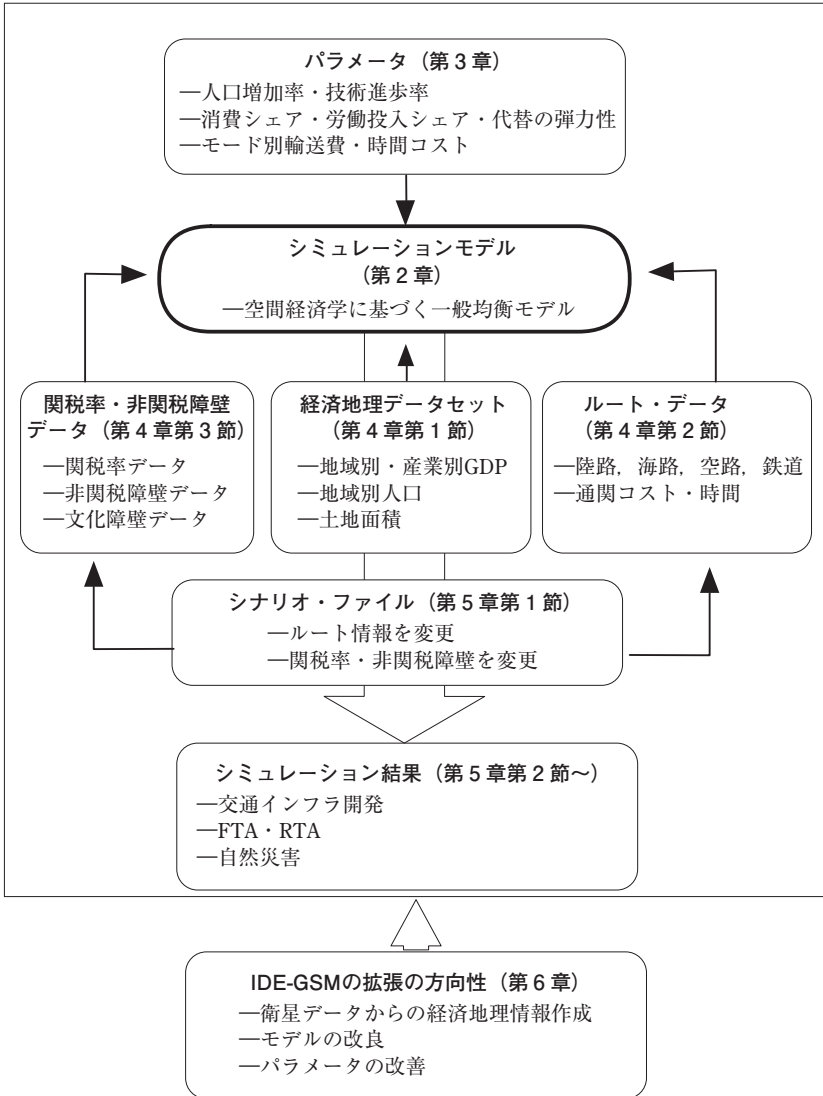 パラメータ（第３章）
―人口増加率・技術進歩率
―消費シェア・労働投入シェア・代替の弾力性
―モード別輸送費・時間コスト
シミュレーションモデル
（第２章）
―空間経済学に基づく一般均衡モデル
関税率・非関税障壁
データ（第４章第３節）
―関税率データ
―非関税障壁データ
―文化障壁データ
経済地理データセット
（第４章第１節）
―地域別・産業別GDP
―地域別人口
―土地面積
ルート・データ
（第４章第２節）
―陸路，海路，空路，鉄道
―通関コスト・時間
シナリオ・ファイル（第５章第１節）
―ルート情報を変更
―関税率・非関税障壁を変更
シミュレーション結果（第５章第２節～）
―交通インフラ開発
―FTA・RTA
―自然災害
IDE-GSMの拡張の方向性（第６章）
―衛星データからの経済地理情報作成
―モデルの改良
―パラメータの改善